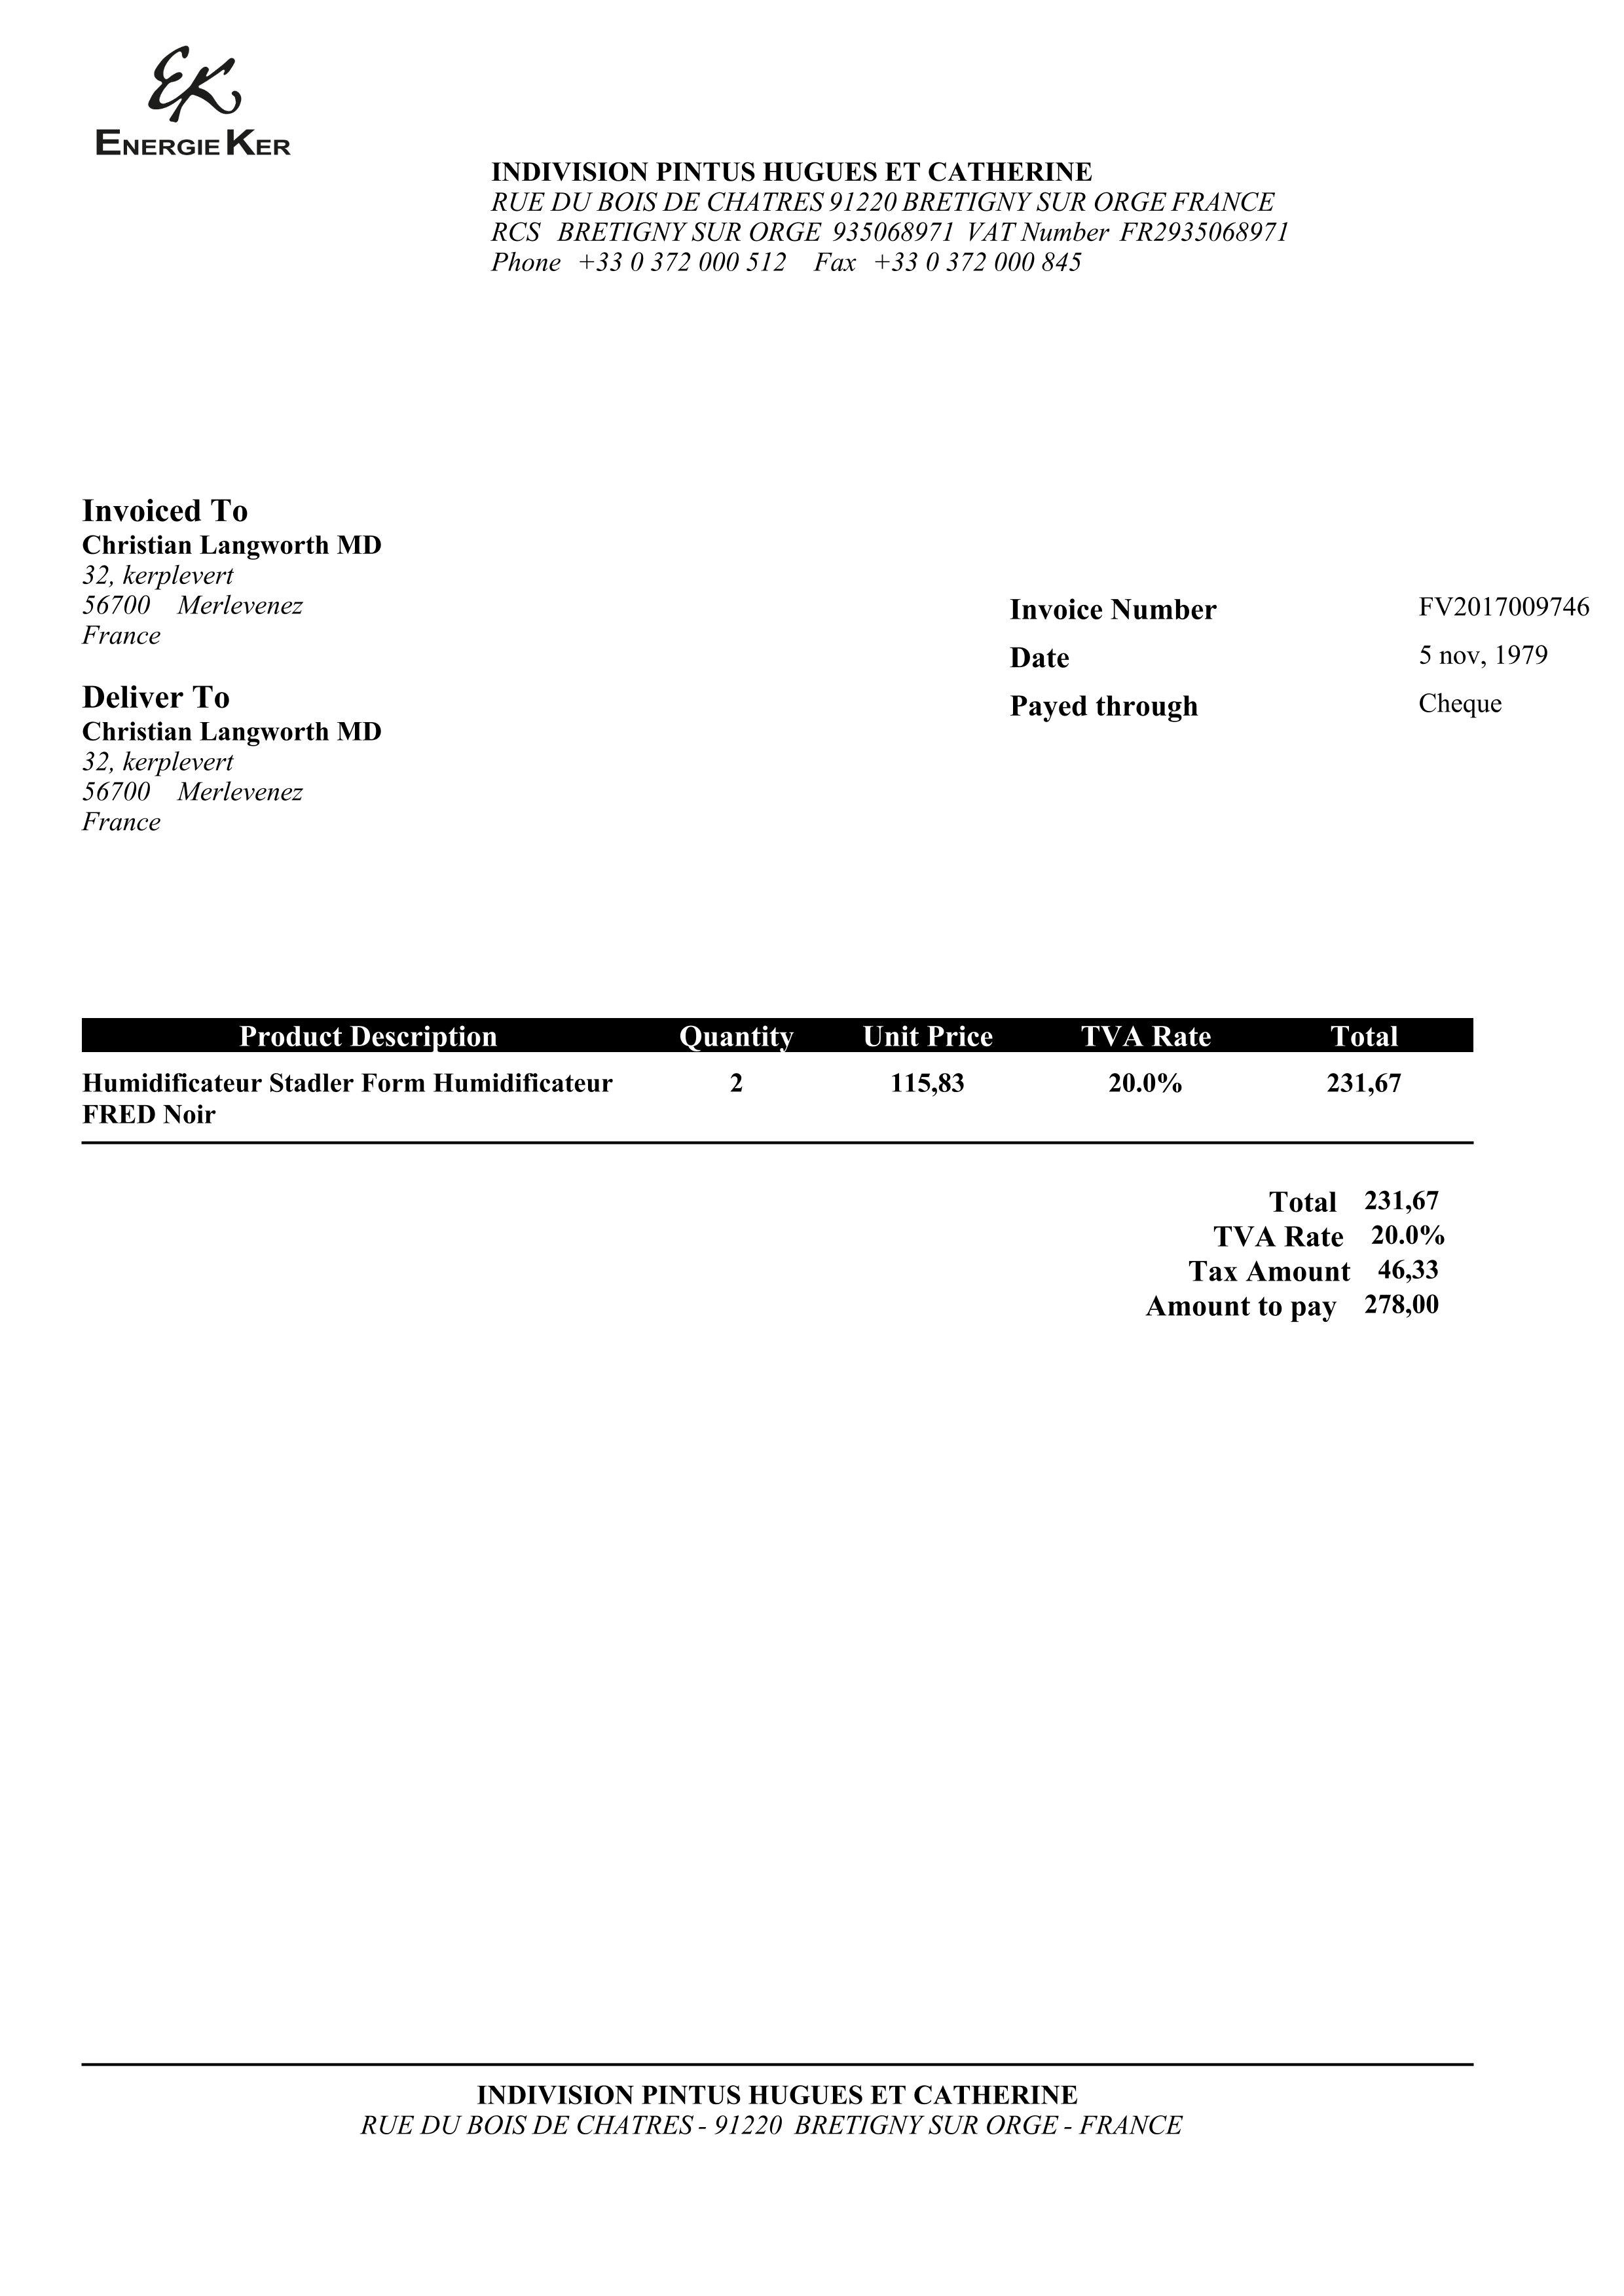 EK
ENERGIE KER
INDIVISION PINTUS HUGUES ET CATHERINE
RUE DU BOIS DE CHATRES 91220 BRETIGNY SUR ORGE FRANCE
RCS BRETIGNY SUR ORGE 935068971 VAT Number FR2935068971
Phone +33 0 372 000 512 Fax +33 0 372 000 845
Invoiced To
Christian Langworth MD
32, kerplevert
56700 Merlevenez
France
Invoice Number FV2017009746
Date 5 nov, 1979
Payed through Cheque
Deliver To
Christian Langworth MD
32, kerplevert
56700 Merlevenez
France
Product Description Quantity Unit Price TVA Rate Total
Humidificateur Stadler Form Humidificateur 2 115,83 20.0% 231,67
FRED Noir
Total 231,67
TVA Rate 20.0%
Tax Amount 46,33
Amount to pay 278,00
INDIVISION PINTUS HUGUES ET CATHERINE
RUE DU BOIS DE CHATRES - 91220 BRETIGNY SUR ORGE - FRANCE